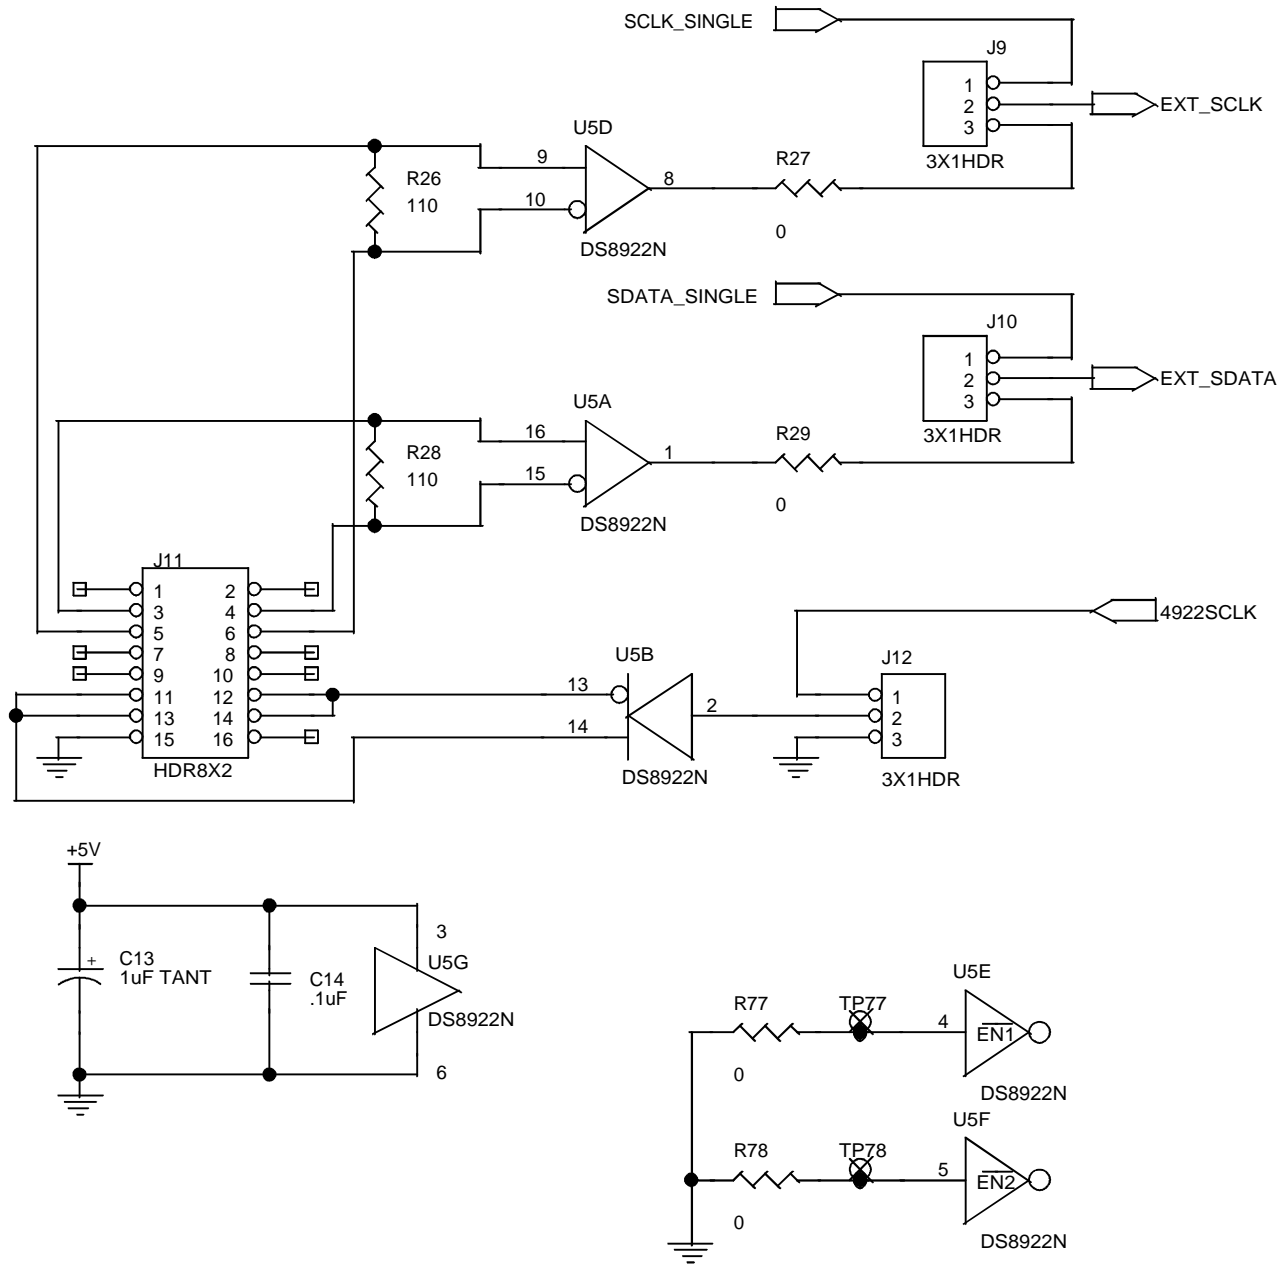 SCLK_SINGLE
J9
1
2
3
EXT_SCLK
3X1HDR
U5D
9
10
8
DS8922N
R26
110
R27
0
SDATA_SINGLE
J10
1
2
3
EXT_SDATA
3X1HDR
U5A
16
15
1
DS8922N
R28
110
R29
0
J11
1 2
3 4
5 6
7 8
9 10
11 12
13 14
15 16
HDR8X2
U5B
13
14
2
DS8922N
4922SCLK
J12
1
2
3
3X1HDR
+5V
+
C13
1uF TANT
C14
.1uF
3
U5G
DS8922N
6
R77
0
TP77
4
U5E
EN1
DS8922N
R78
0
TP78
5
U5F
EN2
DS8922N